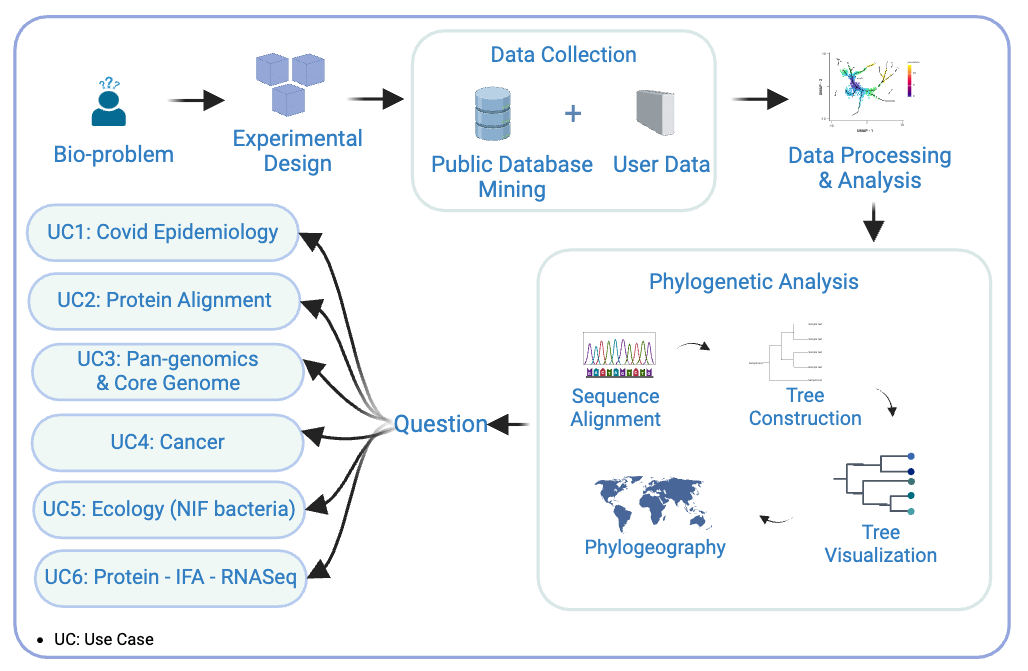 ???
Bio-problem
Experimental
Design
Data Collection
+
Public Database
Mining
User Data
Data Processing
& Analysis
UC1: Covid Epidemiology
UC2: Protein Alignment
UC3: Pan-genomics
& Core Genome
UC4: Cancer
UC5: Ecology (NIF bacteria)
UC6: Protein - IFA - RNASeq
Question
Phylogenetic Analysis
Sequence
Alignment
Tree
Construction
Tree
Visualization
Phylogeography
• UC: Use Case